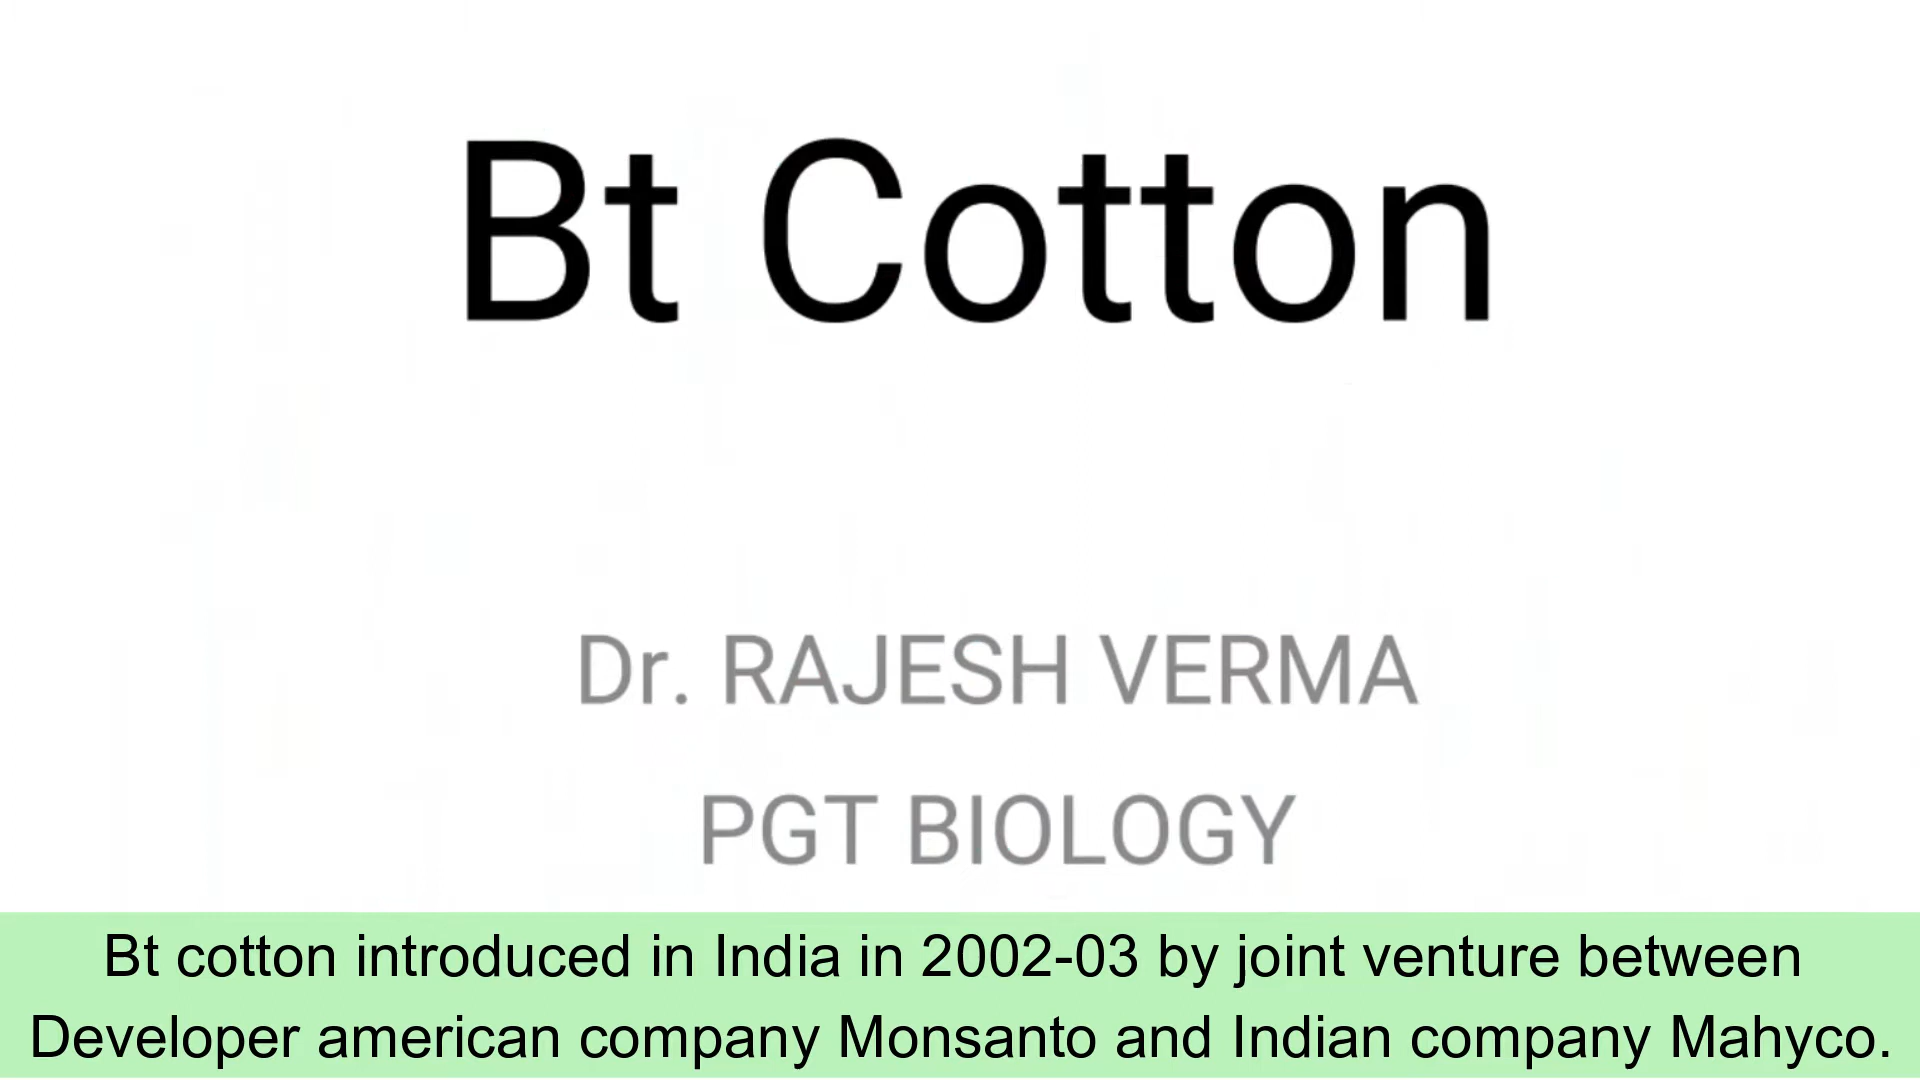 Bt Cotton
Dr. RAJESH VERMA
PGT BIOLOGY
Bt cotton introduced in India in 2002-03 by joint venture between
Developer american company Monsanto and Indian company Mahyco.